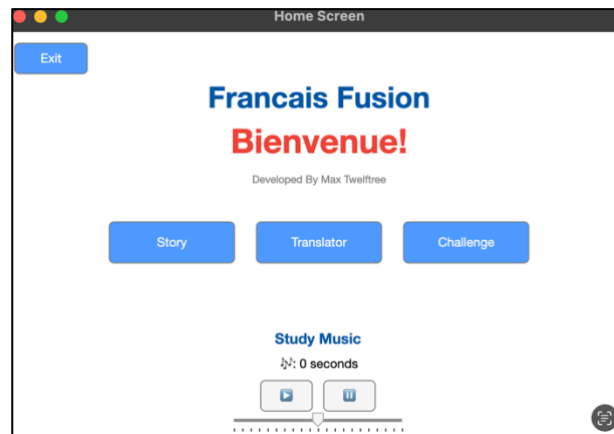 Home Screen
Exit
Francais Fusion
Bienvenue!
Developed By Max Twelftree
Story Translator Challenge
Study Music
🎶: 0 seconds